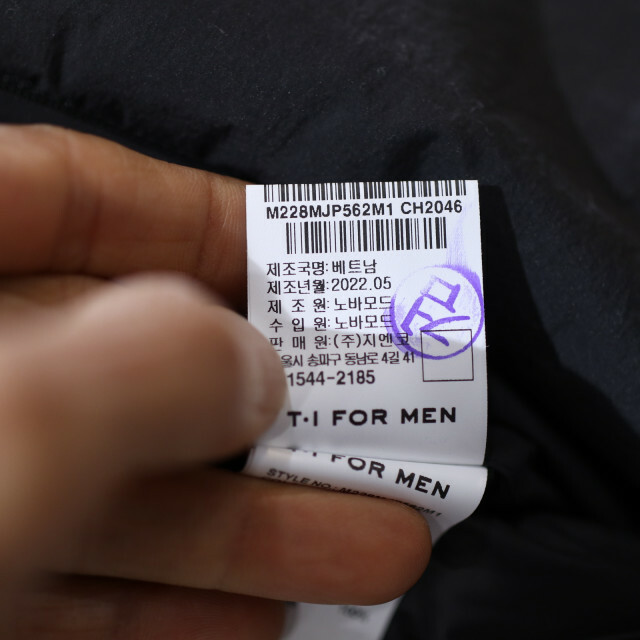 M228MJP562M1 CH2046
제조국명:베트남
제조년월:2022.05
제 조 원:노바모드
수 입 원:노바모드
판 매 원:(주)지엔코
울시 송파구 동남로 4길 41
1544-2185
T·I FOR MEN
I FOR MEN
STYLE NO.